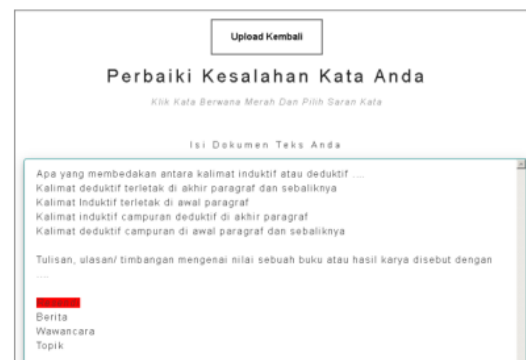 Upload Kembali
Perbaiki Kesalahan Kata Anda
Klik Kata Berwana Merah Dan Pilih Saran Kata
Isi Dokumen Teks Anda
Apa yang membedakan antara kalimat induktif atau deduktif ....
Kalimat deduktif terletak di akhir paragraf dan sebaliknya
Kalimat Induktif terletak di awal paragraf
Kalimat induktif campuran deduktif di akhir paragraf
Kalimat deduktif campuran di awal paragraf dan sebaliknya
Tulisan, ulasan/ timbangan mengenai nilai sebuah buku atau hasil karya disebut dengan
....
Berita
Wawancara
Topik